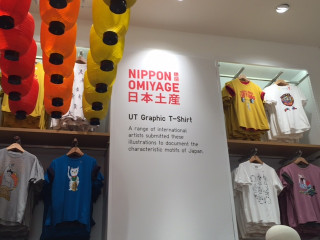 NIPPON
OMIYAGE
日本土産
UT Graphic T-Shirt
A range of international
artists submitted these
illustrations to document the
characteristic motifs of Japan.